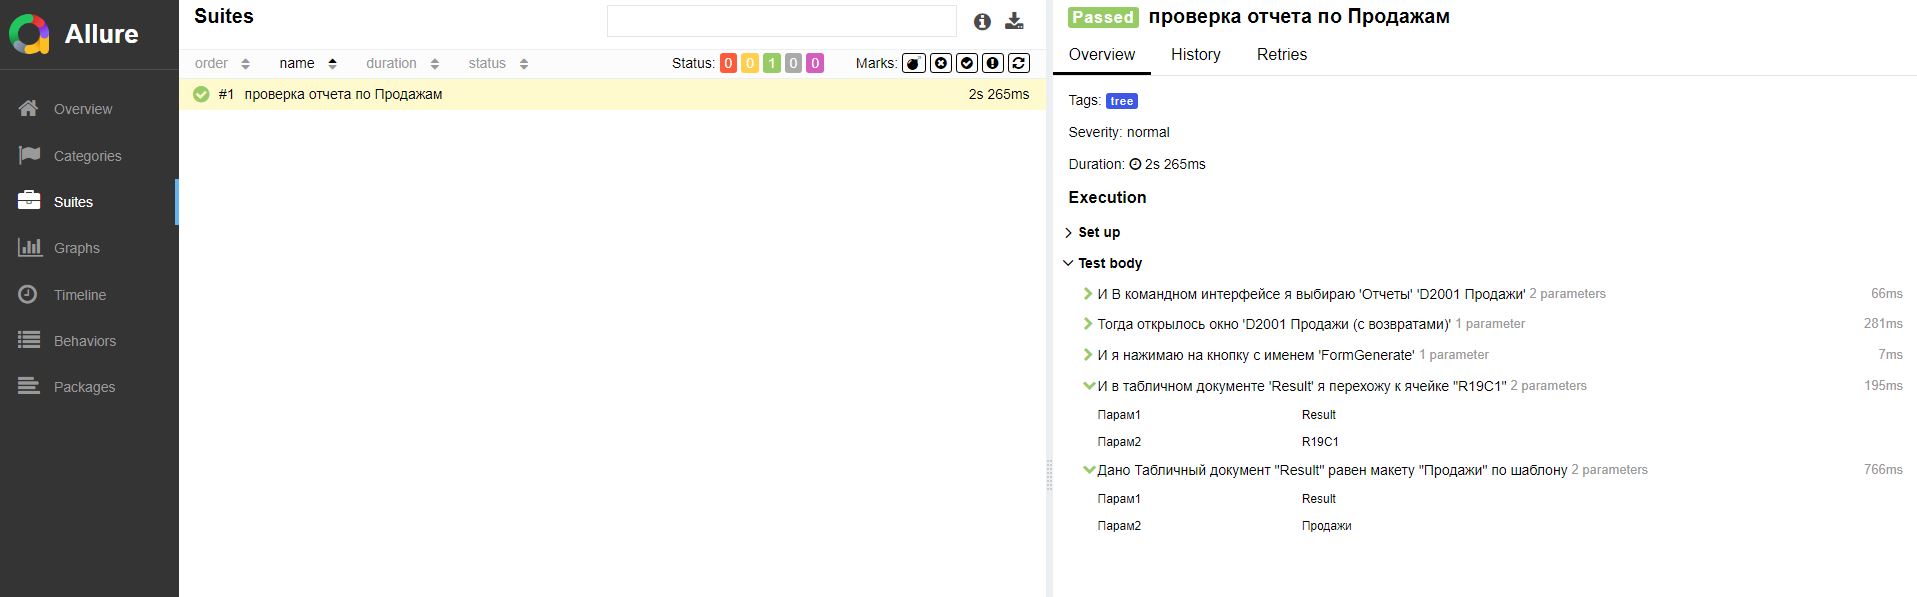 Allure
Overview
Categories
Suites
Graphs
Timeline
Behaviors
Packages
Suites
order name duration status Status: 0 0 1 0 0 Marks:
#1 проверка отчета по Продажам 2s 265ms
Passed проверка отчета по Продажам
Overview History Retries
Tags: tree
Severity: normal
Duration: 2s 265ms
Execution
Set up
Test body
И В командном интерфейсе я выбираю 'Отчеты' 'D2001 Продажи' 2 parameters 66ms
Тогда открылось окно 'D2001 Продажи (с возвратами)' 1 parameter 281ms
И я нажимаю на кнопку с именем 'FormGenerate' 1 parameter 7ms
И в табличном документе 'Result' я перехожу к ячейке "R19C1" 2 parameters 195ms
Парам1 Result
Парам2 R19C1
Дано Табличный документ "Result" равен макету "Продажи" по шаблону 2 parameters 766ms
Парам1 Result
Парам2 Продажи